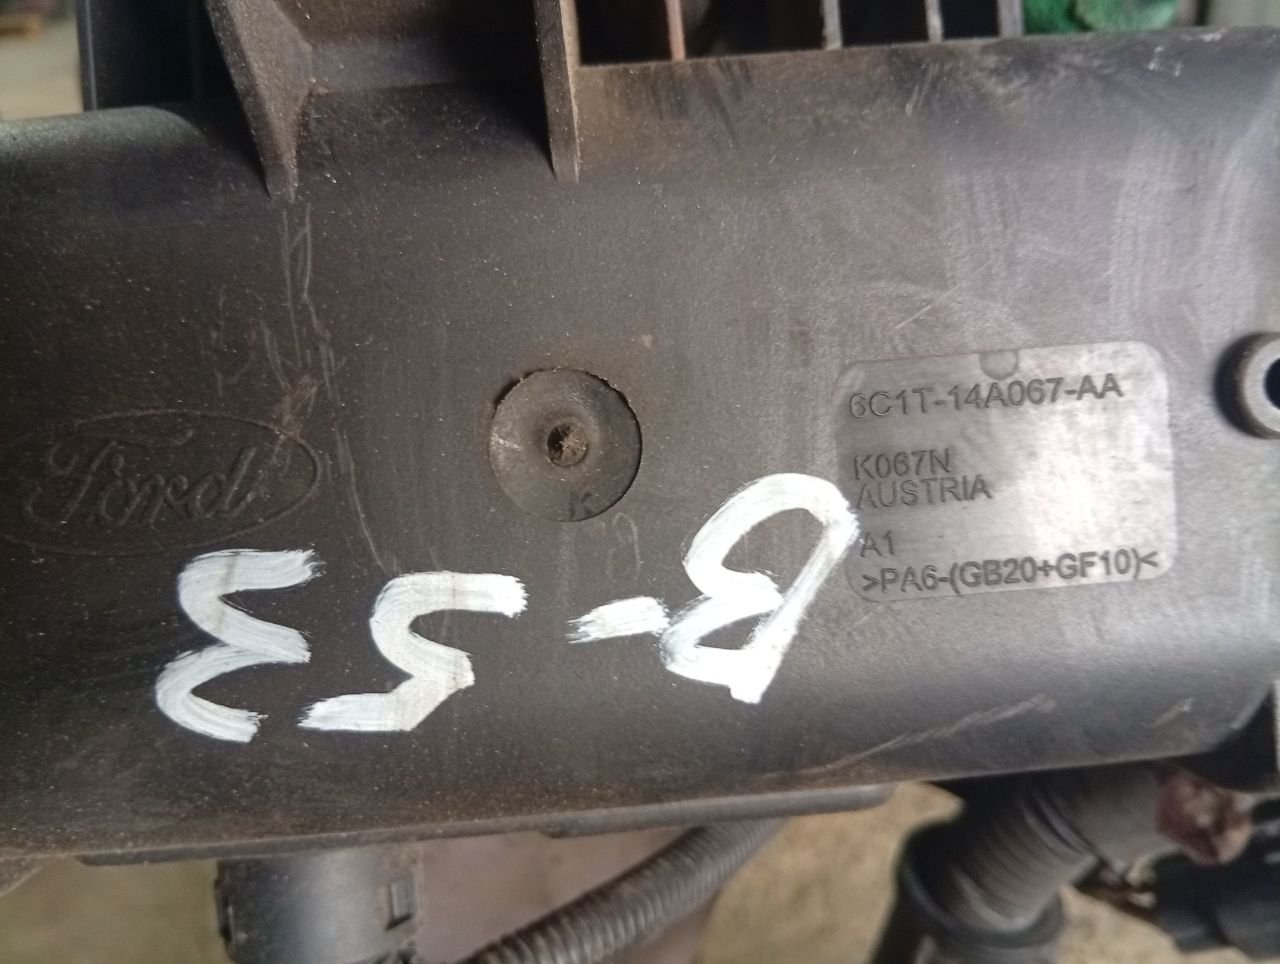 Ford
6C1T-14A067-AA
K067N
AUSTRIA
A1
>PA6-(GB20+GF10)<
B-53